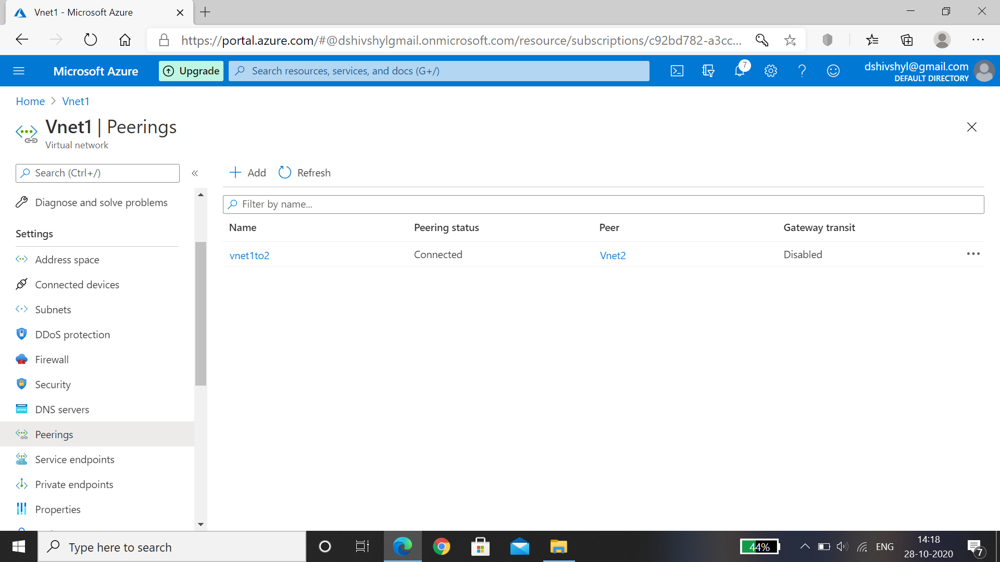 Vnet1 - Microsoft Azure
https://portal.azure.com/#@dshivshylgmail.onmicrosoft.com/resource/subscriptions/c92bd782-a3cc...
Microsoft Azure
Upgrade
Search resources, services, and docs (G+/)
7
dshivshyl@gmail.com
DEFAULT DIRECTORY
Home > Vnet1
Vnet1 | Peerings
Virtual network
Search (Ctrl+/)
«
Add
Refresh
Diagnose and solve problems
Settings
Address space
Connected devices
Subnets
DDoS protection
Firewall
Security
DNS servers
Peerings
Service endpoints
Private endpoints
Properties
Filter by name...
Name Peering status Peer Gateway transit
vnet1to2 Connected Vnet2 Disabled
Type here to search
44%
ENG
14:18
28-10-2020
7